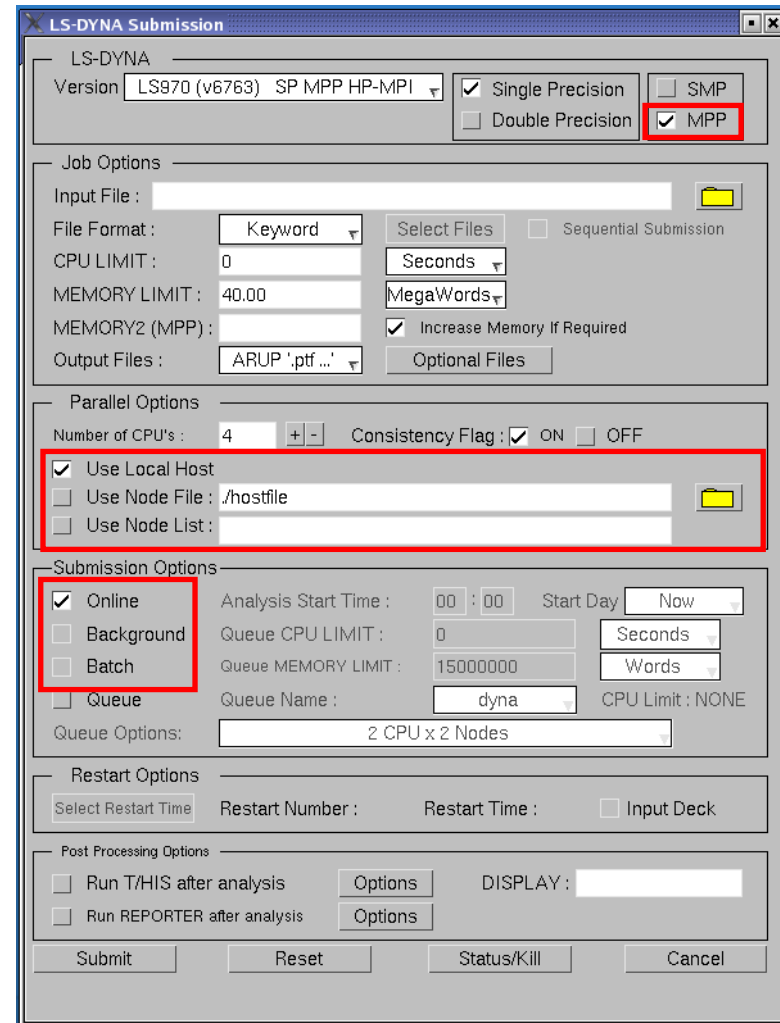 LS-DYNA Submission
LS-DYNA
Version LS970 (v6763) SP MPP HP-MPI Single Precision SMP
Double Precision MPP
Job Options
Input File :
File Format : Keyword Select Files Sequential Submission
CPU LIMIT : 0 Seconds
MEMORY LIMIT : 40.00 MegaWords
MEMORY2 (MPP) : Increase Memory If Required
Output Files : ARUP '.ptf ...' Optional Files
Parallel Options
Number of CPU's : 4 + - Consistency Flag : ON OFF
Use Local Host
Use Node File : ./hostfile
Use Node List :
Submission Options
Online Analysis Start Time : 00 : 00 Start Day Now
Background Queue CPU LIMIT : 0 Seconds
Batch Queue MEMORY LIMIT : 15000000 Words
Queue Queue Name : dyna CPU Limit : NONE
Queue Options: 2 CPU x 2 Nodes
Restart Options
Select Restart Time Restart Number : Restart Time : Input Deck
Post Processing Options
Run T/HIS after analysis Options DISPLAY :
Run REPORTER after analysis Options
Submit Reset Status/Kill Cancel